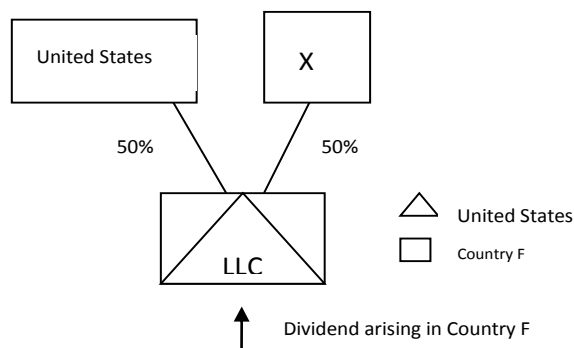 United States
X
50%
50%
LLC
United States
Country F
Dividend arising in Country F